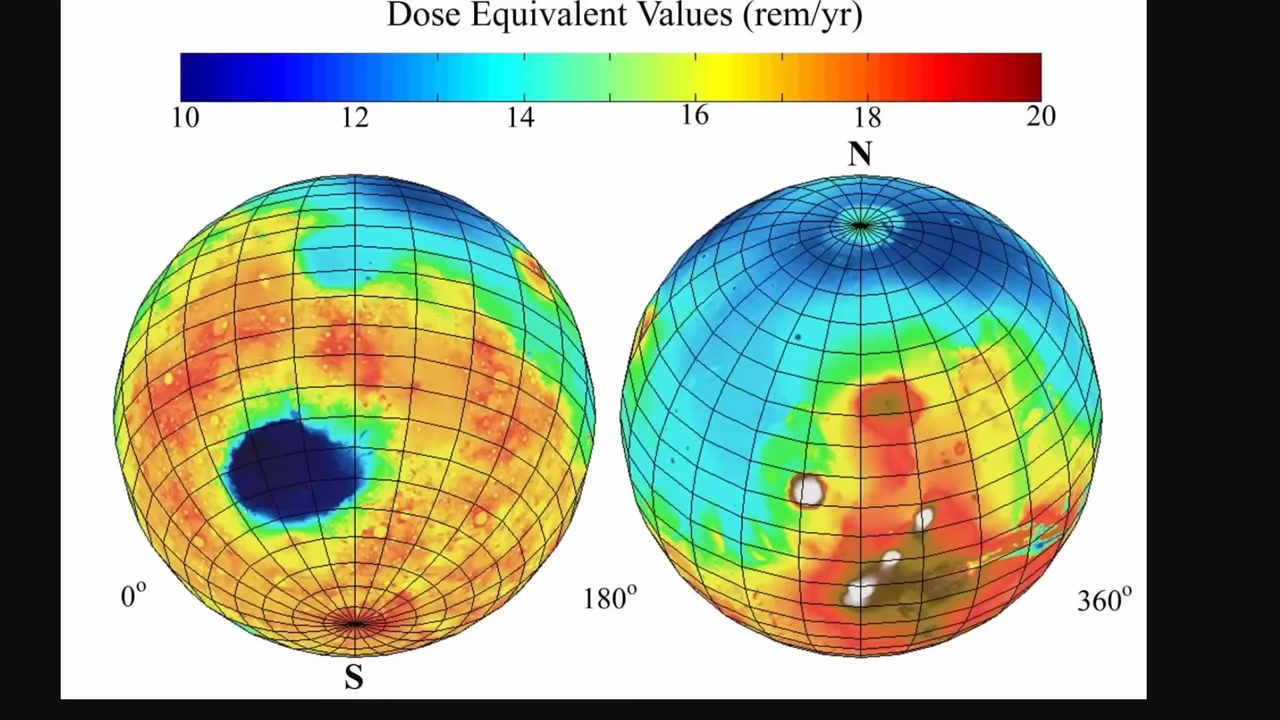 Dose Equivalent Values (rem/yr)
10 12 14 16 18 20
N
0° 180° 360°
S